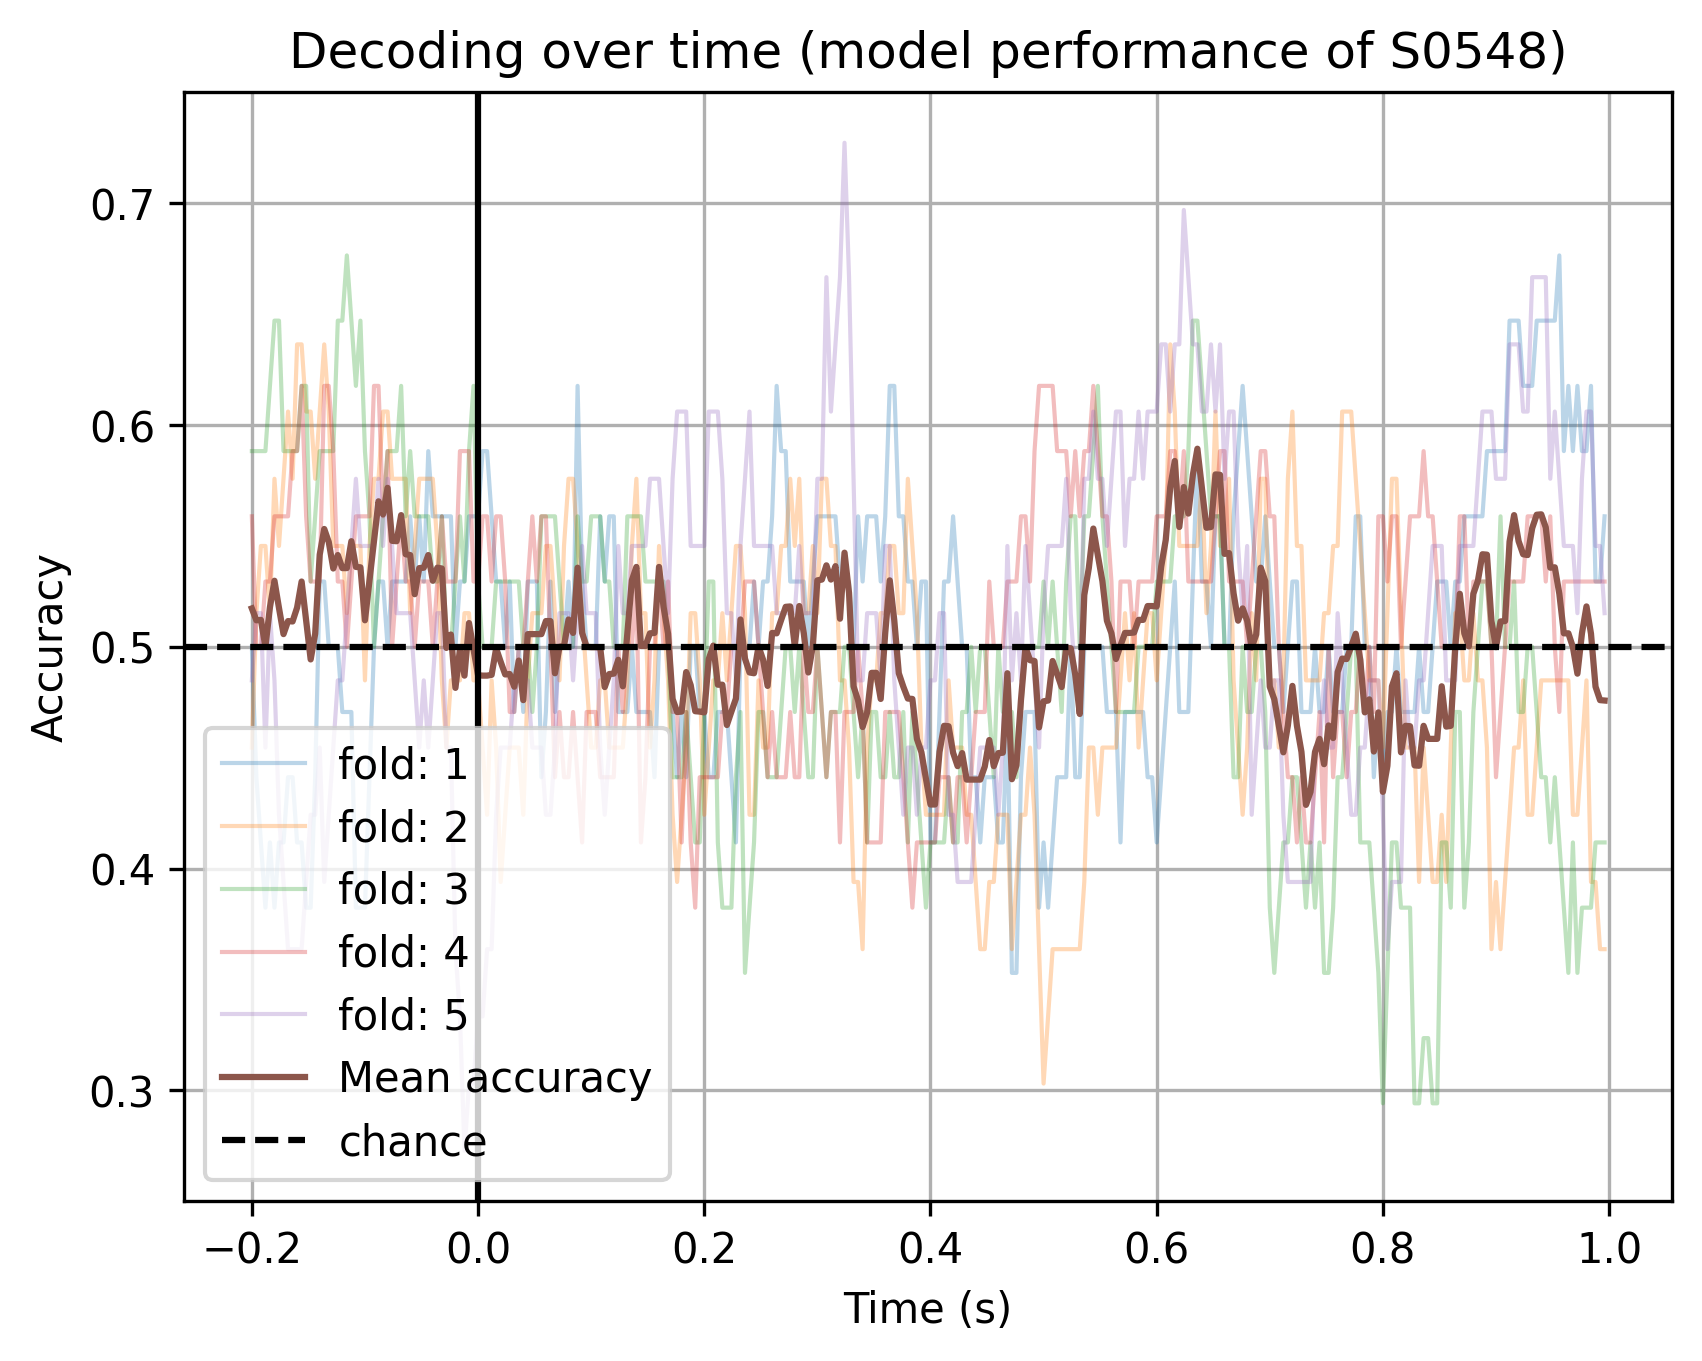 Decoding over time (model performance of S0548)
Accuracy
0.7
0.6
0.5
0.4
0.3
fold: 1
fold: 2
fold: 3
fold: 4
fold: 5
Mean accuracy
chance
−0.2 0.0 0.2 0.4 0.6 0.8 1.0
Time (s)